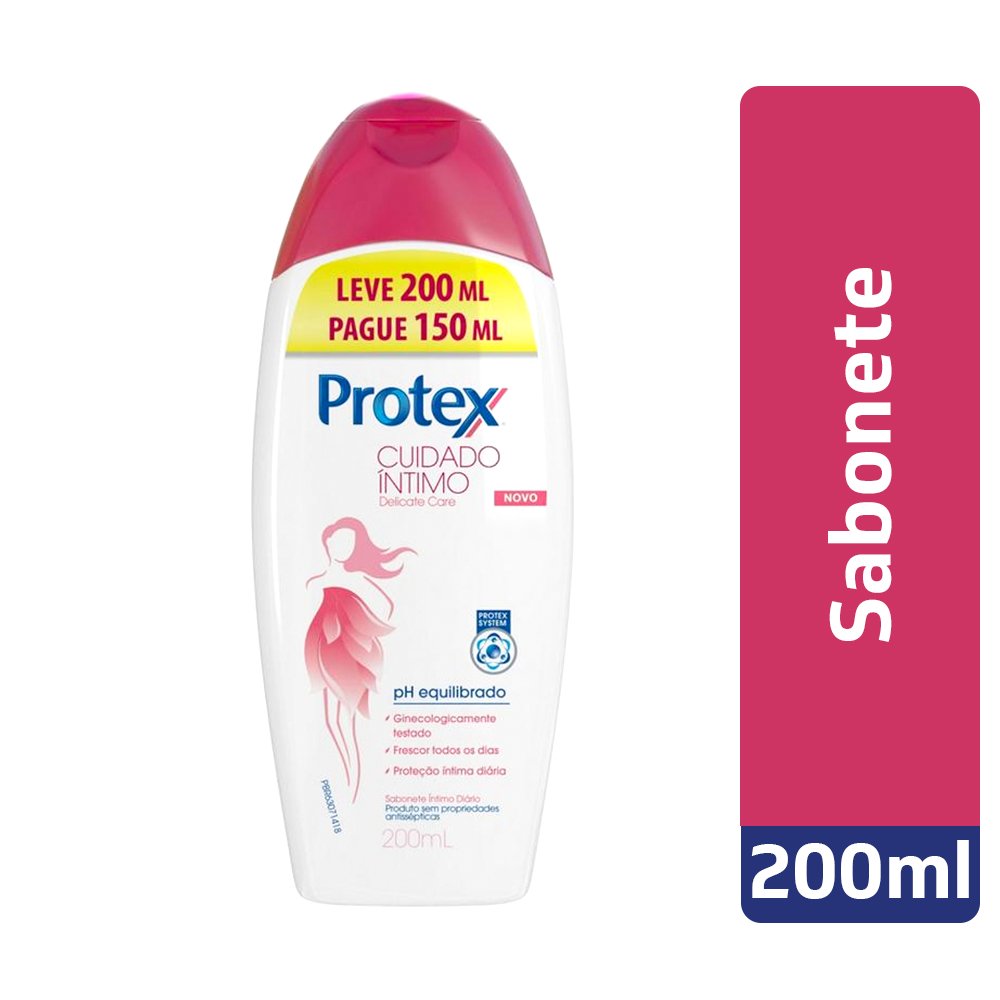 LEVE 200 ML
PAGUE 150 ML
Protex
CUIDADO
ÍNTIMO
Delicate Care
NOVO
PROTEX
SYSTEM
pH equilibrado
Ginecologicamente
testado
Frescor todos os dias
Proteção íntima diária
PBR63071418
Sabonete Íntimo Diário
Produto sem propriedades
antissépticas
200mL
Sabonete
200ml